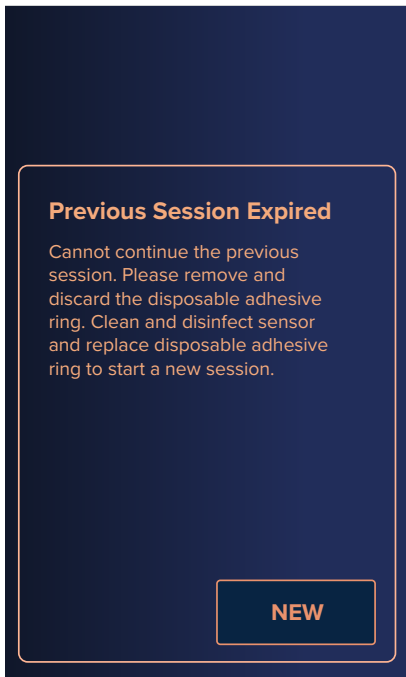 Previous Session Expired
Cannot continue the previous
session. Please remove and
discard the disposable adhesive
ring. Clean and disinfect sensor
and replace disposable adhesive
ring to start a new session.
NEW